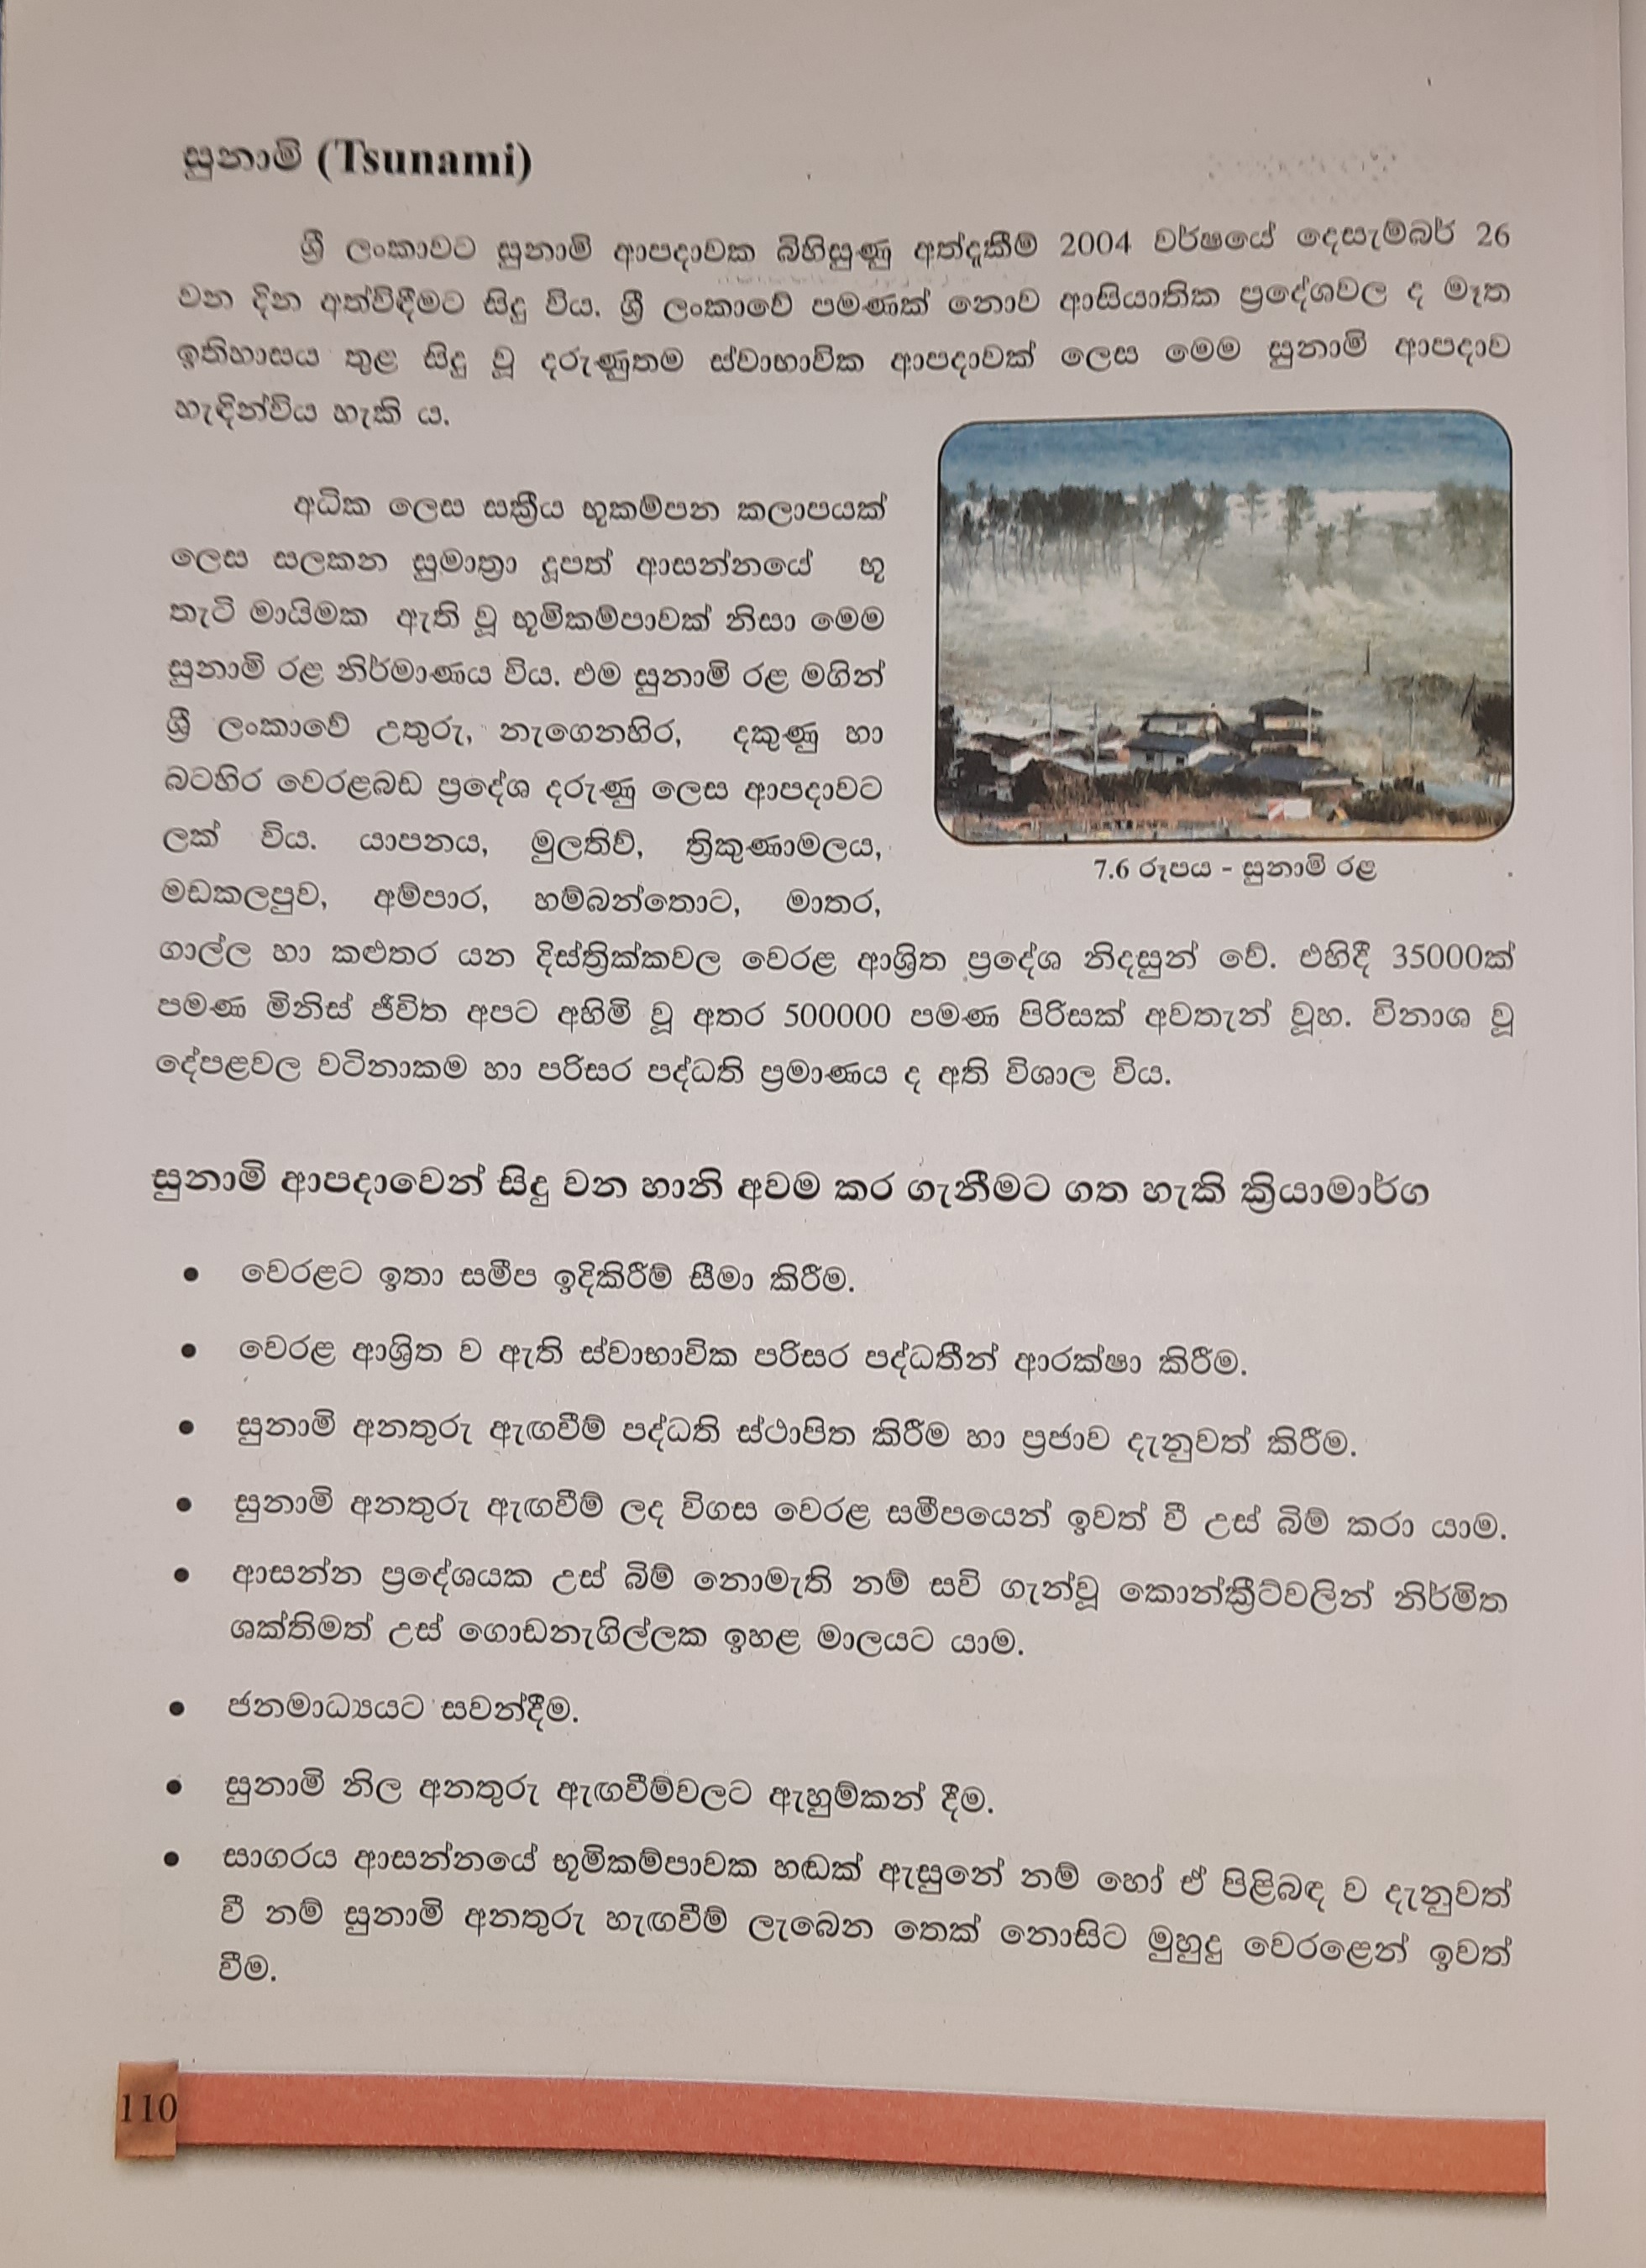 සුනාමි (Tsunami)
ශ්‍රී ලංකාවට සුනාමි ආපදාවක බිහිසුණු අත්දැකීම් 2004 වර්ෂයේ දෙසැම්බර් 26
වන දින අත්විඳීමට සිදු විය. ශ්‍රී ලංකාවේ පමණක් නොව ආසියාතික ප්‍රදේශවල ද මෑත
ඉතිහාසය තුළ සිදු වූ දරුණුතම ස්වාභාවික ආපදාවක් ලෙස මෙම සුනාමි ආපදාව
හැඳින්විය හැකි ය.
අධික ලෙස සක්‍රීය භූකම්පන කලාපයක්
ලෙස සලකන සුමාත්‍රා දූපත් ආසන්නයේ භූ
තැටි මායිමක ඇති වූ භූමිකම්පාවක් නිසා මෙම
සුනාමි රළ නිර්මාණය විය. එම සුනාමි රළ මගින්
ශ්‍රී ලංකාවේ උතුරු, නැගෙනහිර, දකුණු හා
බටහිර වෙරළබඩ ප්‍රදේශ දරුණු ලෙස ආපදාවට
ලක් විය. යාපනය, මුලතිව්, ත්‍රිකුණාමලය,
මඩකලපුව, අම්පාර, හම්බන්තොට, මාතර,
7.6 රූපය - සුනාමි රළ
ගාල්ල හා කළුතර යන දිස්ත්‍රික්කවල වෙරළ ආශ්‍රිත ප්‍රදේශ නිදසුන් වේ. එහිදී 35000ක්
පමණ මිනිස් ජීවිත අපට අහිමි වූ අතර 500000 පමණ පිරිසක් අවතැන් වූහ. විනාශ වූ
දේපළවල වටිනාකම හා පරිසර පද්ධති ප්‍රමාණය ද අති විශාල විය.
සුනාමි ආපදාවෙන් සිදු වන හානි අවම කර ගැනීමට ගත හැකි ක්‍රියාමාර්ග
• වෙරළට ඉතා සමීප ඉදිකිරීම් සීමා කිරීම.
• වෙරළ ආශ්‍රිත ව ඇති ස්වාභාවික පරිසර පද්ධතීන් ආරක්ෂා කිරීම.
• සුනාමි අනතුරු ඇඟවීම් පද්ධති ස්ථාපිත කිරීම හා ප්‍රජාව දැනුවත් කිරීම.
• සුනාමි අනතුරු ඇඟවීම් ලද විගස වෙරළ සමීපයෙන් ඉවත් වී උස් බිම් කරා යාම.
• ආසන්න ප්‍රදේශයක උස් බිම් නොමැති නම් සවි ගැන්වූ කොන්ක්‍රීට්වලින් නිර්මිත
ශක්තිමත් උස් ගොඩනැගිල්ලක ඉහළ මාලයට යාම.
• ජනමාධ්‍යයට සවන්දීම.
• සුනාමි නිල අනතුරු ඇඟවීම්වලට ඇහුම්කන් දීම.
• සාගරය ආසන්නයේ භූමිකම්පාවක හඬක් ඇසුනේ නම් හෝ ඒ පිළිබඳ ව දැනුවත්
වී නම් සුනාමි අනතුරු හැඟවීම් ලැබෙන තෙක් නොසිට මුහුදු වෙරළෙන් ඉවත්
වීම.
110